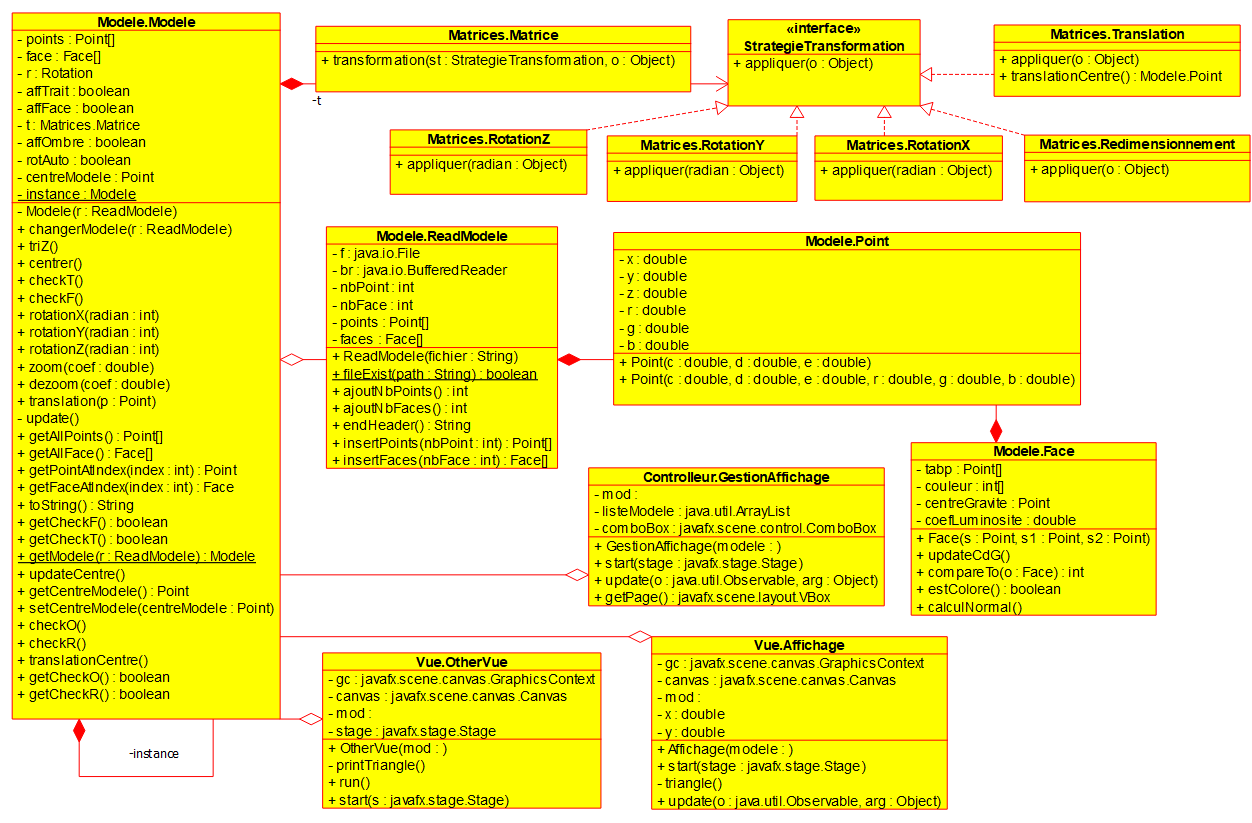 Modele.Modele
- points : Point[]
- face : Face[]
- r : Rotation
- affTrait : boolean
- affFace : boolean
- t : Matrices.Matrice
- affOmbre : boolean
- rotAuto : boolean
- centreModele : Point
- instance : Modele
- Modele(r : ReadModele)
+ changerModele(r : ReadModele)
+ triZ()
+ centrer()
+ checkT()
+ checkF()
+ rotationX(radian : int)
+ rotationY(radian : int)
+ rotationZ(radian : int)
+ zoom(coef : double)
+ dezoom(coef : double)
+ translation(p : Point)
- update()
+ getAllPoints() : Point[]
+ getAllFace() : Face[]
+ getPointAtIndex(index : int) : Point
+ getFaceAtIndex(index : int) : Face
+ toString() : String
+ getCheckF() : boolean
+ getCheckT() : boolean
+ getModele(r : ReadModele) : Modele
+ updateCentre()
+ getCentreModele() : Point
+ setCentreModele(centreModele : Point)
+ checkO()
+ checkR()
+ translationCentre()
+ getCheckO() : boolean
+ getCheckR() : boolean
-instance
-t
Matrices.Matrice
+ transformation(st : StrategieTransformation, o : Object)
«interface»
StrategieTransformation
+ appliquer(o : Object)
Matrices.Translation
+ appliquer(o : Object)
+ translationCentre() : Modele.Point
Matrices.RotationZ
+ appliquer(radian : Object)
Matrices.RotationY
+ appliquer(radian : Object)
Matrices.RotationX
+ appliquer(radian : Object)
Matrices.Redimensionnement
+ appliquer(o : Object)
Modele.ReadModele
- f : java.io.File
- br : java.io.BufferedReader
- nbPoint : int
- nbFace : int
- points : Point[]
- faces : Face[]
+ ReadModele(fichier : String)
+ fileExist(path : String) : boolean
+ ajoutNbPoints() : int
+ ajoutNbFaces() : int
+ endHeader() : String
+ insertPoints(nbPoint : int) : Point[]
+ insertFaces(nbFace : int) : Face[]
Modele.Point
- x : double
- y : double
- z : double
- r : double
- g : double
- b : double
+ Point(c : double, d : double, e : double)
+ Point(c : double, d : double, e : double, r : double, g : double, b : double)
Modele.Face
- tabp : Point[]
- couleur : int[]
- centreGravite : Point
- coefLuminosite : double
+ Face(s : Point, s1 : Point, s2 : Point)
+ updateCdG()
+ compareTo(o : Face) : int
+ estColore() : boolean
+ calculNormal()
Controlleur.GestionAffichage
- mod :
- listeModele : java.util.ArrayList
- comboBox : javafx.scene.control.ComboBox
+ GestionAffichage(modele : )
+ start(stage : javafx.stage.Stage)
+ update(o : java.util.Observable, arg : Object)
+ getPage() : javafx.scene.layout.VBox
Vue.OtherVue
- gc : javafx.scene.canvas.GraphicsContext
- canvas : javafx.scene.canvas.Canvas
- mod :
- stage : javafx.stage.Stage
+ OtherVue(mod : )
- printTriangle()
+ run()
+ start(s : javafx.stage.Stage)
Vue.Affichage
- gc : javafx.scene.canvas.GraphicsContext
- canvas : javafx.scene.canvas.Canvas
- mod :
- x : double
- y : double
+ Affichage(modele : )
+ start(stage : javafx.stage.Stage)
- triangle()
+ update(o : java.util.Observable, arg : Object)